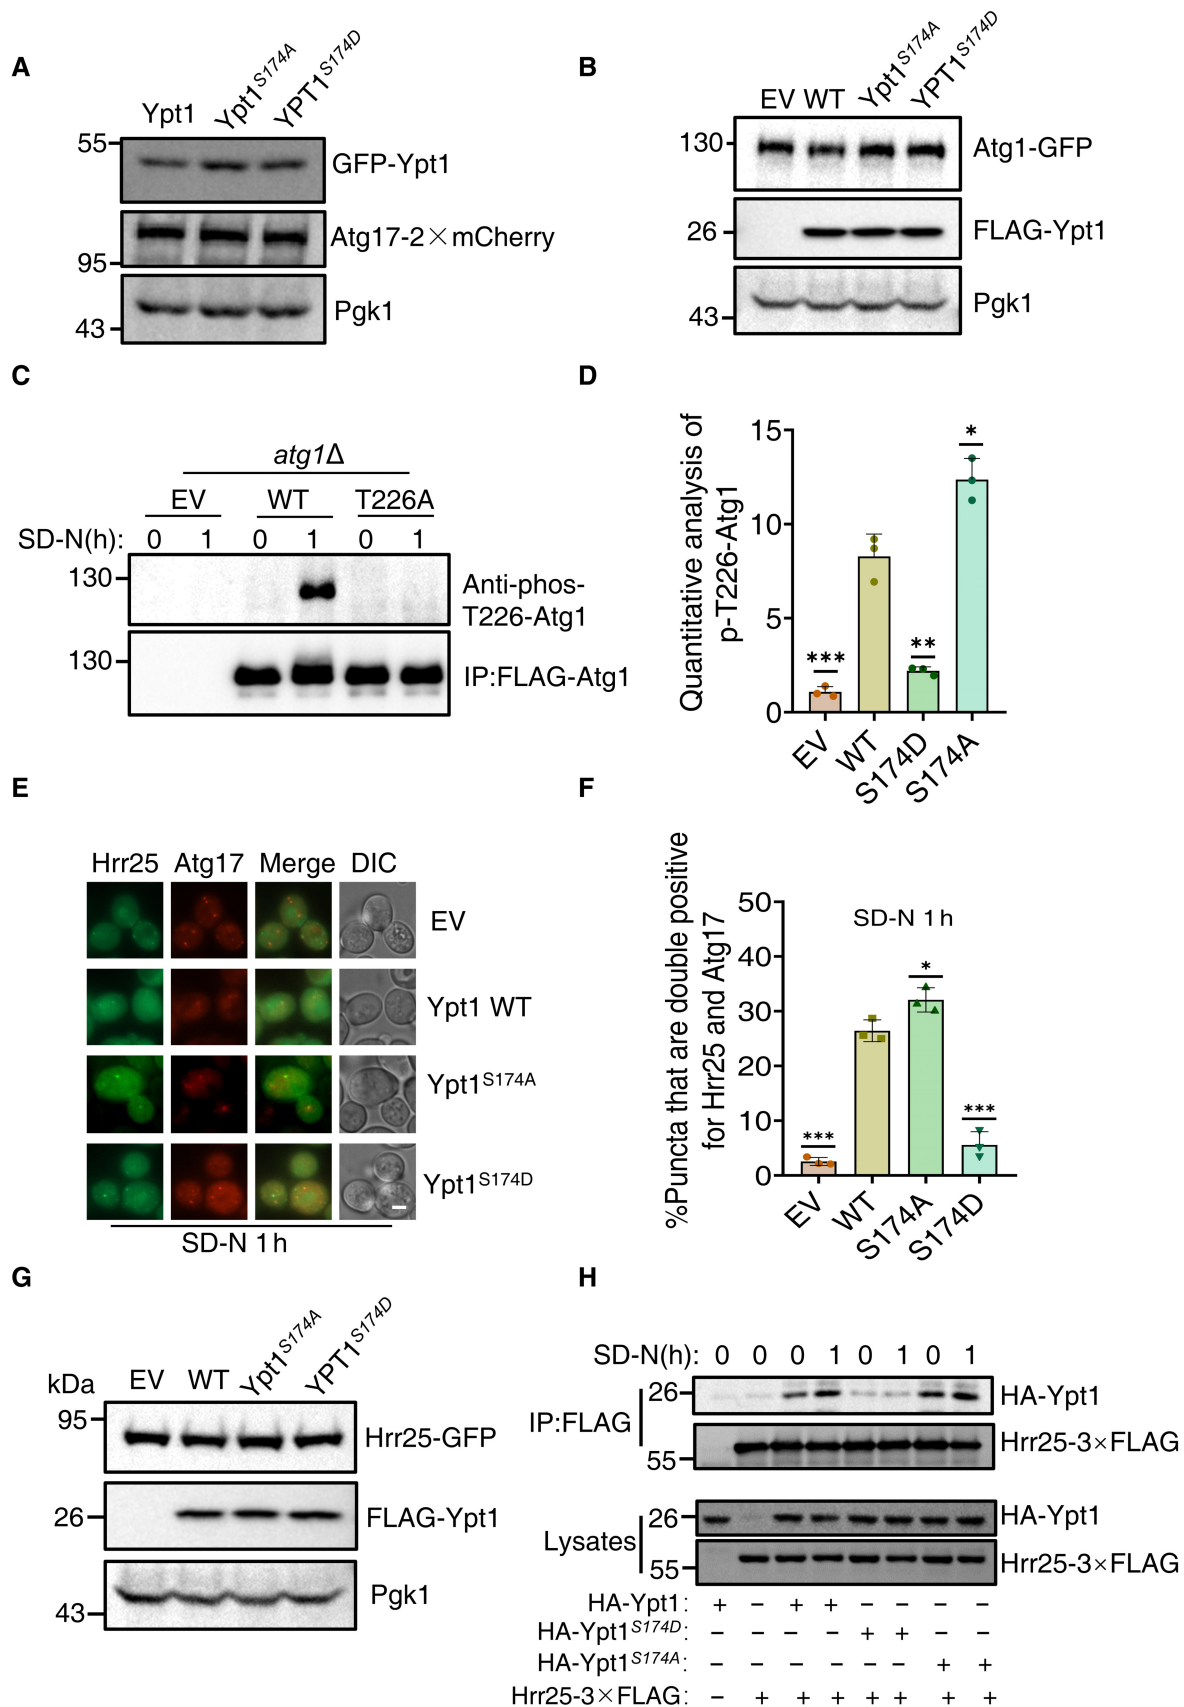 A
Ypt1 Ypt1S174A YPT1S174D
55
GFP-Ypt1
Atg17-2×mCherry
95
Pgk1
43
B
EV WT Ypt1S174A YPT1S174D
130
Atg1-GFP
26
FLAG-Ypt1
Pgk1
43
C
atg1Δ
EV WT T226A
SD-N(h): 0 1 0 1 0 1
130
Anti-phos-
T226-Atg1
130
IP:FLAG-Atg1
D
Quantitative analysis of
p-T226-Atg1
15
10
5
0
***
**
*
EV WT S174D S174A
E
Hrr25 Atg17 Merge DIC
EV
Ypt1 WT
Ypt1S174A
Ypt1S174D
SD-N 1h
F
%Puncta that are double positive
for Hrr25 and Atg17
SD-N 1h
50
40
30
20
10
0
***
*
***
EV WT S174A S174D
G
kDa EV WT Ypt1S174A YPT1S174D
95
Hrr25-GFP
26
FLAG-Ypt1
Pgk1
43
H
SD-N(h): 0 0 0 1 0 1 0 1
IP:FLAG
26
HA-Ypt1
Hrr25-3×FLAG
55
Lysates
26
HA-Ypt1
Hrr25-3×FLAG
55
HA-Ypt1: + − + + − − − −
HA-Ypt1S174D: − − − − + + − −
HA-Ypt1S174A: − − − − − − + +
Hrr25-3×FLAG: − + + + + + + +